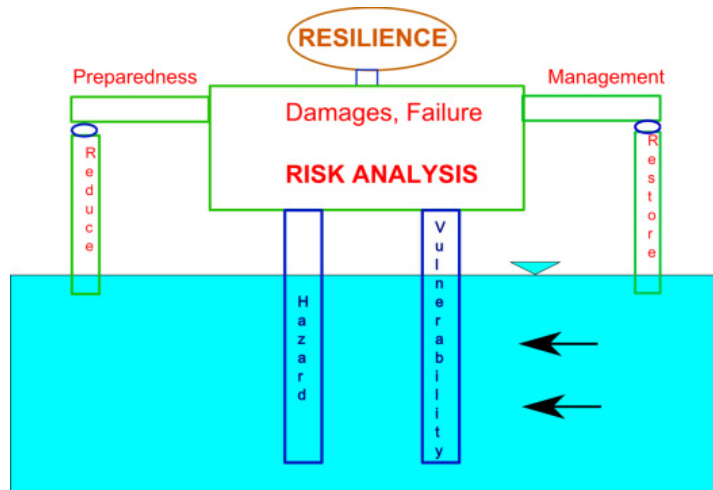 RESILIENCE
Preparedness
Management
Damages, Failure
RISK ANALYSIS
Reduce
Restore
Hazard
Vulnerability